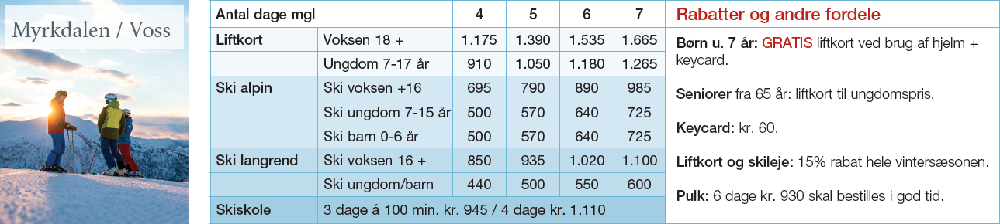 Myrkdalen / Voss
Antal dage mgl 4 5 6 7
Liftkort Voksen 18 + 1.175 1.390 1.535 1.665
Ungdom 7-17 år 910 1.050 1.180 1.265
Ski alpin Ski voksen +16 695 790 890 985
Ski ungdom 7-15 år 500 570 640 725
Ski barn 0-6 år 500 570 640 725
Ski langrend Ski voksen 16 + 850 935 1.020 1.100
Ski ungdom/barn 440 500 550 600
Skiskole 3 dage á 100 min. kr. 945 / 4 dage kr. 1.110
Rabatter og andre fordele
Børn u. 7 år: GRATIS liftkort ved brug af hjelm +
keycard.
Seniorer fra 65 år: liftkort til ungdomspris.
Keycard: kr. 60.
Liftkort og skileje: 15% rabat hele vintersæsonen.
Pulk: 6 dage kr. 930 skal bestilles i god tid.